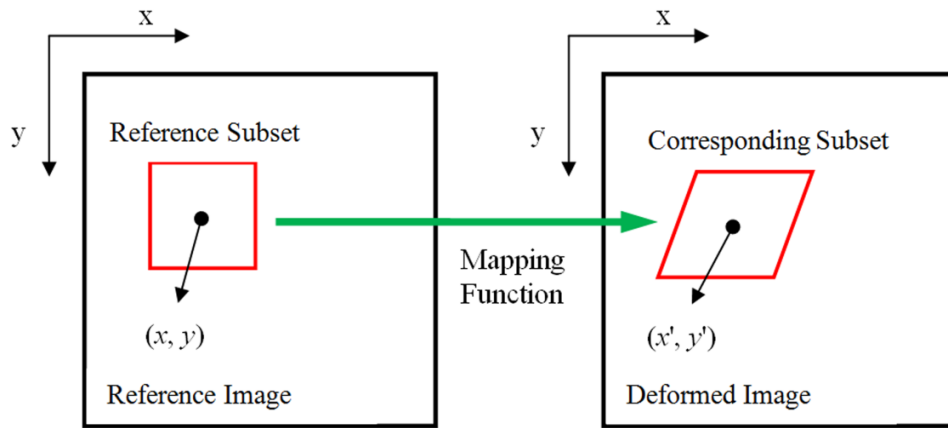 x
y
Reference Subset
(x, y)
Reference Image
Mapping
Function
x
y
Corresponding Subset
(x', y')
Deformed Image